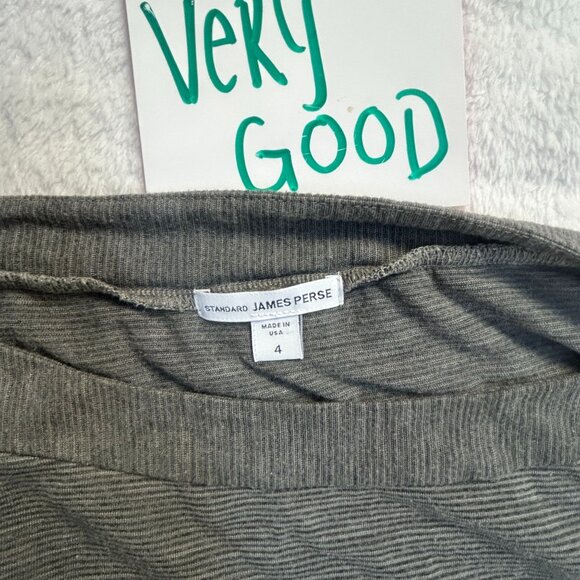 VeRy
GOOD
STANDARD JAMES PERSE
MADE IN
USA
4